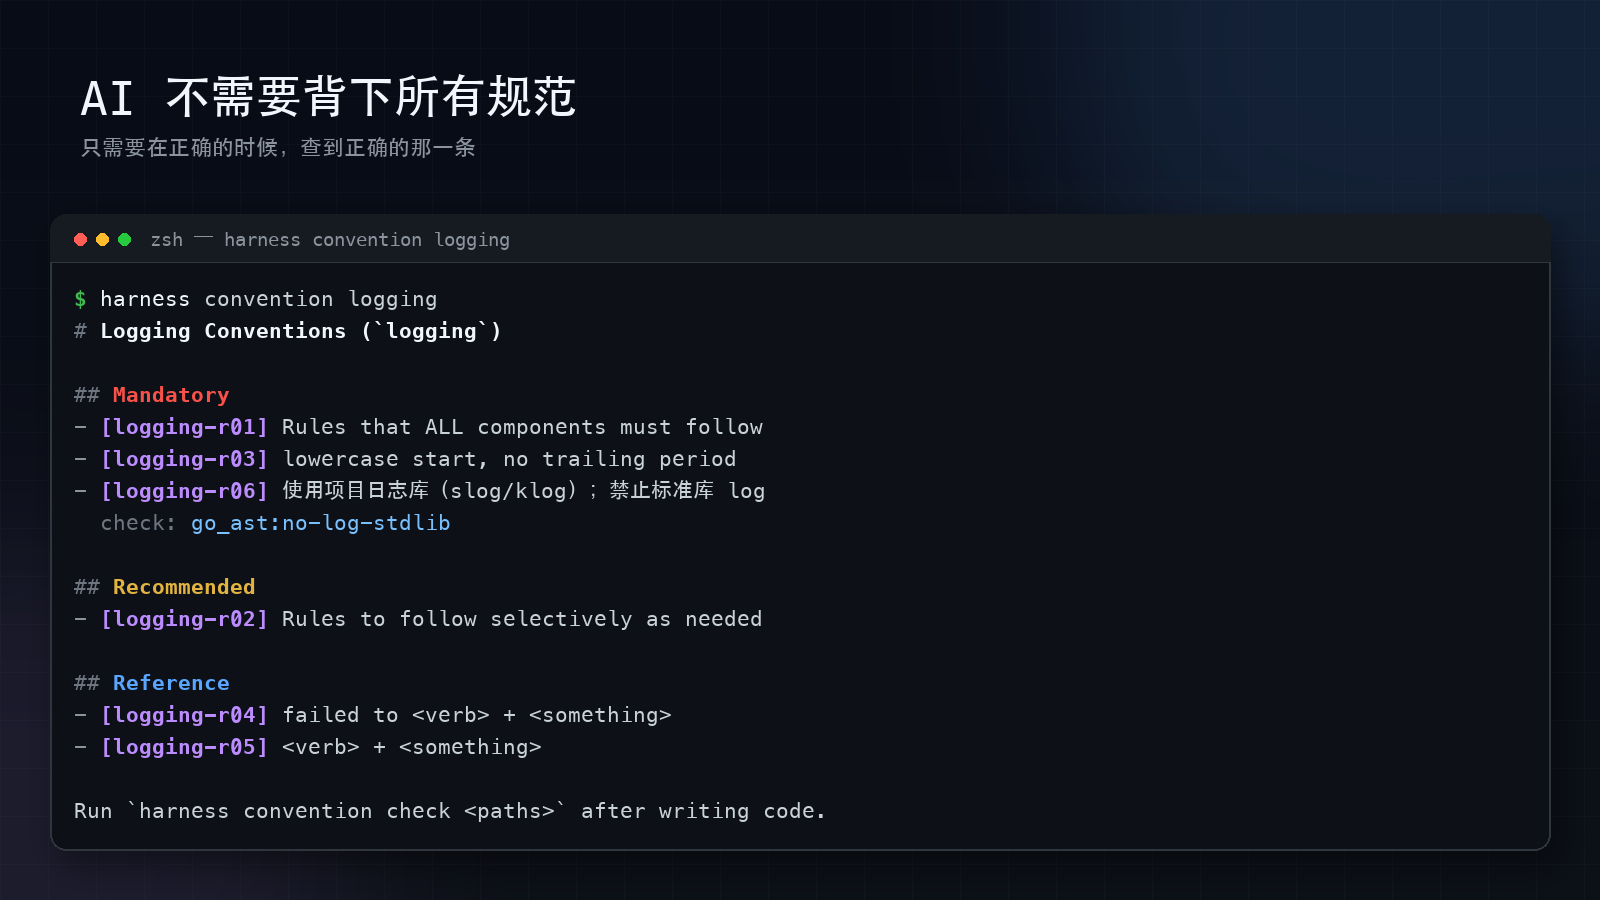 AI 不需要背下所有规范
只需要在正确的时候，查到正确的那一条
zsh — harness convention logging
$ harness convention logging
# Logging Conventions (`logging`)
## Mandatory
- [logging-r01] Rules that ALL components must follow
- [logging-r03] lowercase start, no trailing period
- [logging-r06] 使用项目日志库（slog/klog）；禁止标准库 log
check: go_ast:no-log-stdlib
## Recommended
- [logging-r02] Rules to follow selectively as needed
## Reference
- [logging-r04] failed to <verb> + <something>
- [logging-r05] <verb> + <something>
Run `harness convention check <paths>` after writing code.